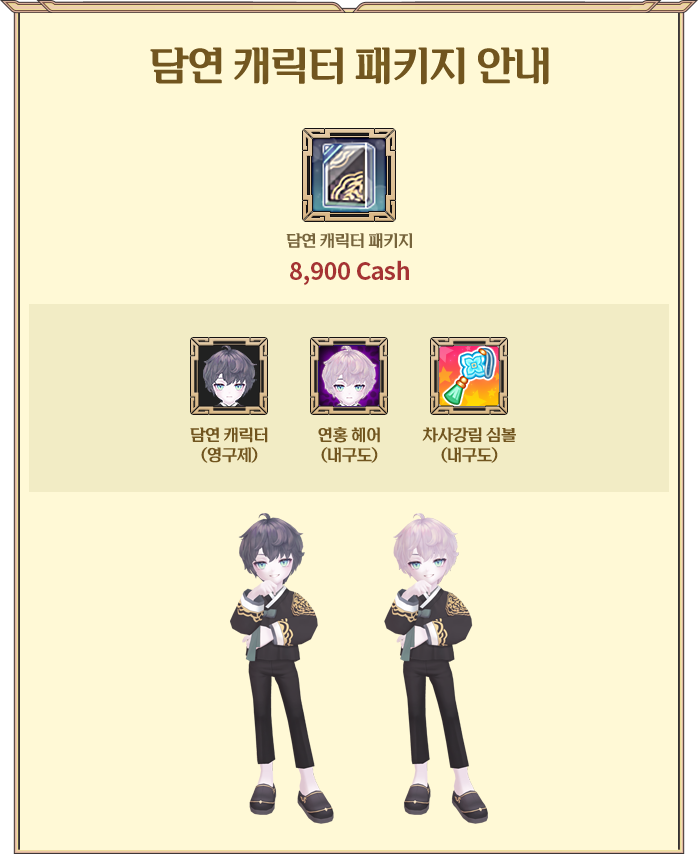 담연 캐릭터 패키지 안내
담연 캐릭터 패키지
8,900 Cash
담연 캐릭터
(영구제)
연홍 헤어
(내구도)
차사강림 심볼
(내구도)